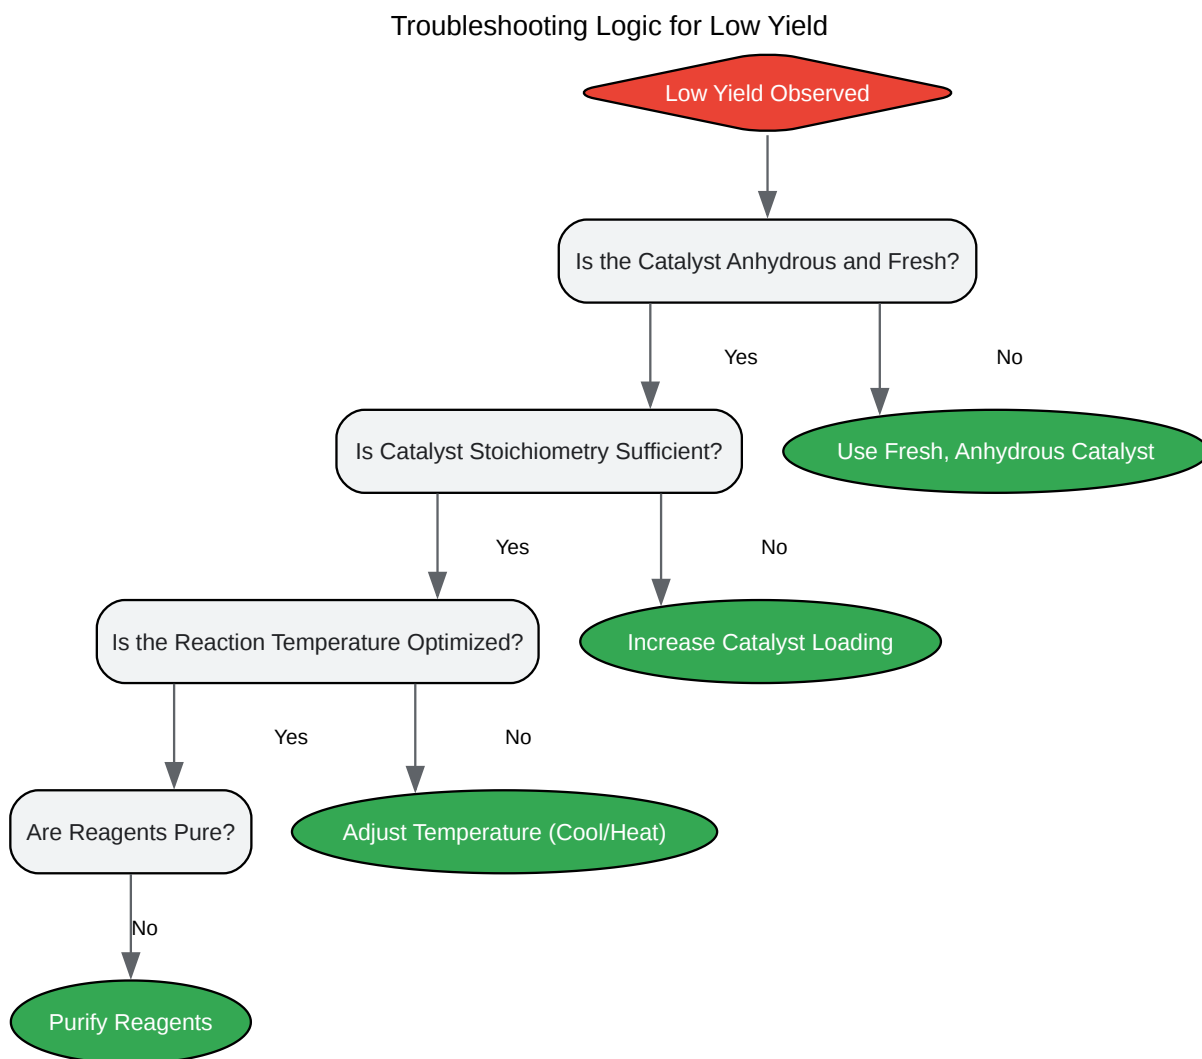 Troubleshooting Logic for Low Yield
Low Yield Observed
Is the Catalyst Anhydrous and Fresh?
Yes
No
Is Catalyst Stoichiometry Sufficient?
Use Fresh, Anhydrous Catalyst
Yes
No
Is the Reaction Temperature Optimized?
Increase Catalyst Loading
Yes
No
Are Reagents Pure?
Adjust Temperature (Cool/Heat)
No
Purify Reagents